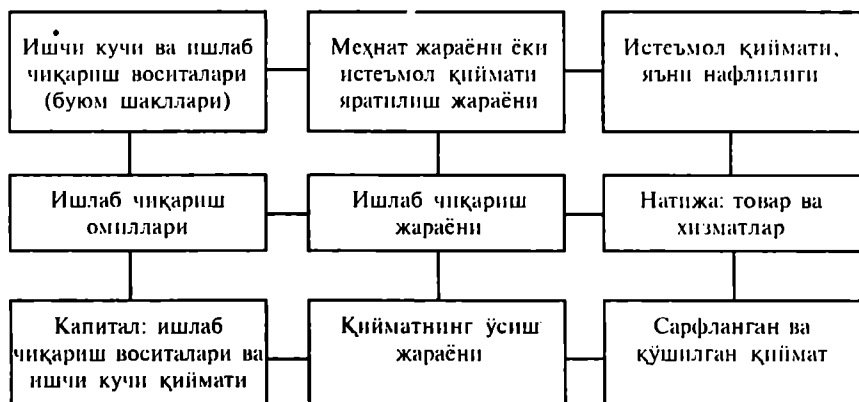 Ишчи кучи ва ишлаб
чиқариш воситалари
(буюм шакллари)
Меҳнат жараёни ёки
истеъмол қиймати
яратилиш жараёни
Истеъмол қиймати,
яъни нафлилиги
Ишлаб чиқариш
омиллари
Ишлаб чиқариш
жараёни
Натижа: товар ва
хизматлар
Капитал: ишлаб
чиқариш воситалари ва
ишчи кучи қиймати
Қийматнинг ўсиш
жараёни
Сарфланган ва
қўшилган қиймат